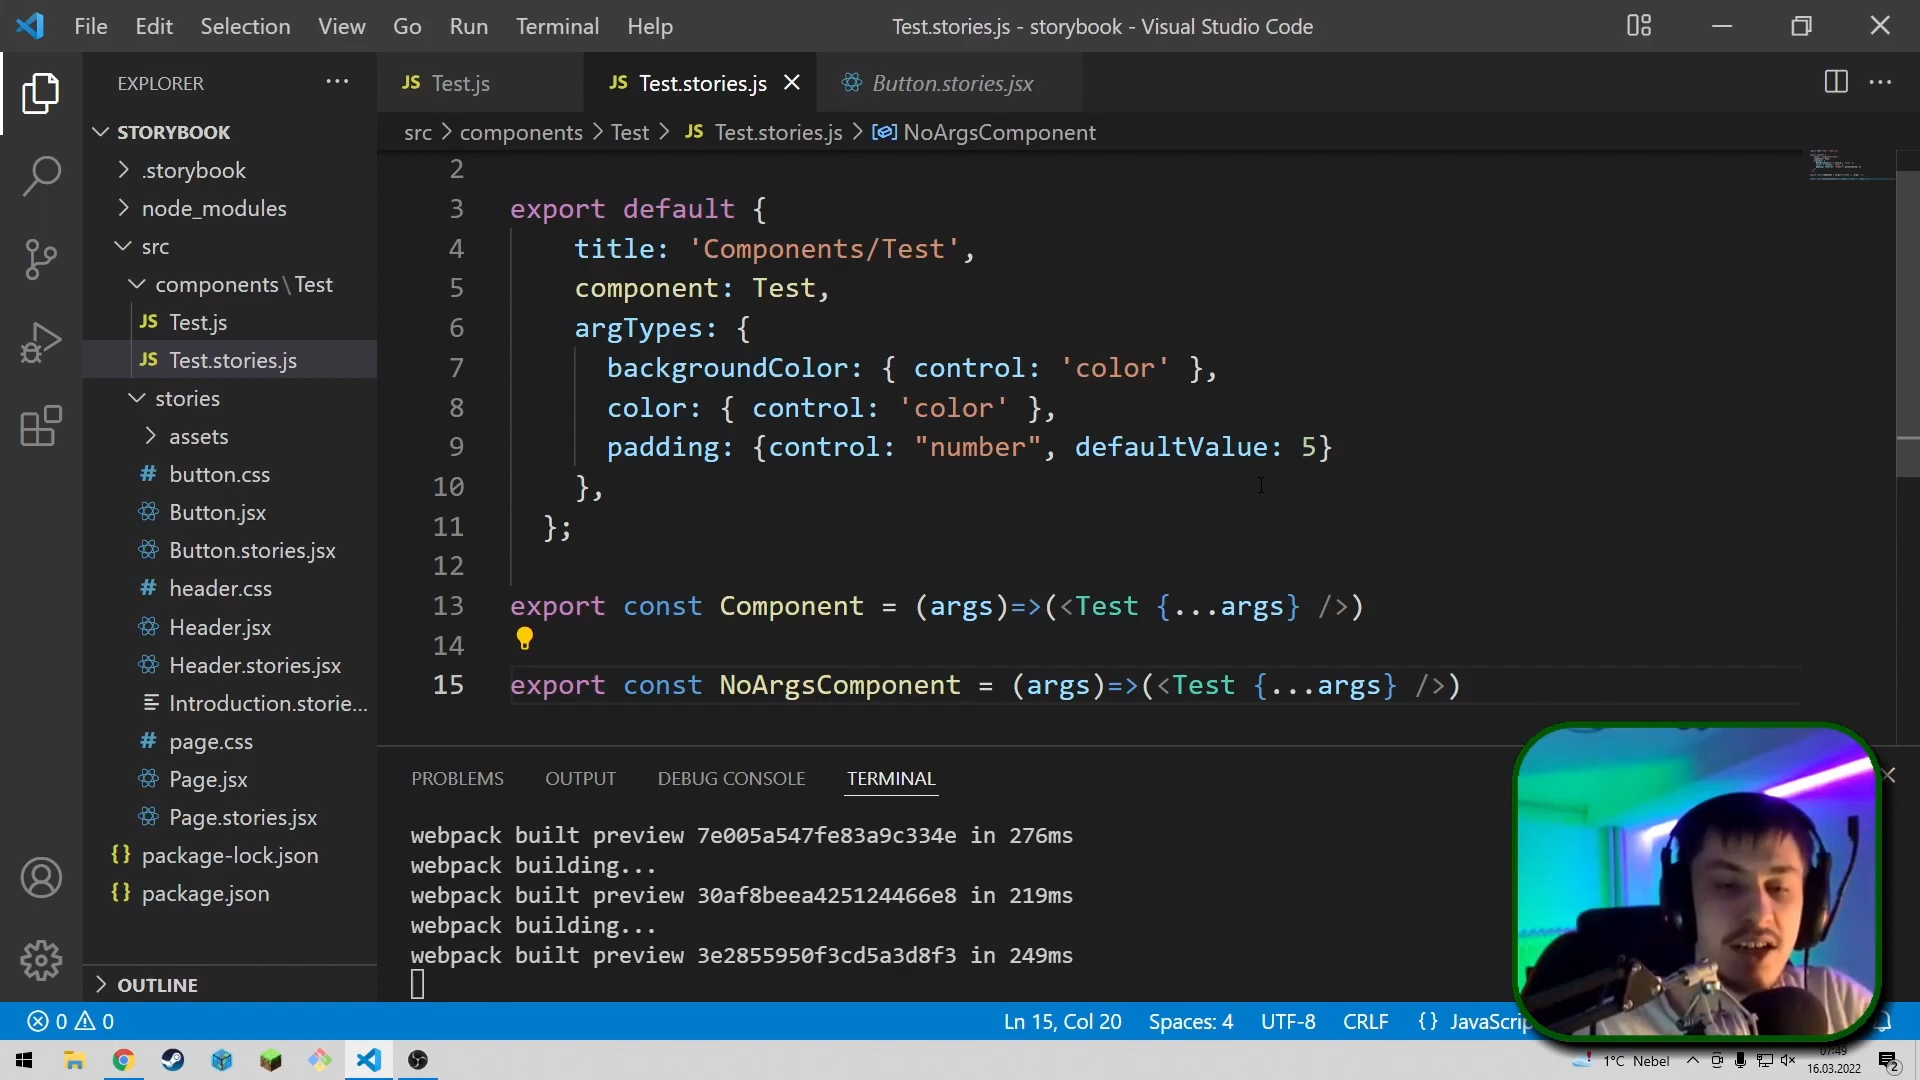 File Edit Selection View Go Run Terminal Help
Test.stories.js - storybook - Visual Studio Code
EXPLORER
STORYBOOK
.storybook
node_modules
src
components\Test
JS Test.js
JS Test.stories.js
stories
assets
# button.css
Button.jsx
Button.stories.jsx
# header.css
Header.jsx
Header.stories.jsx
Introduction.storie...
# page.css
Page.jsx
Page.stories.jsx
{} package-lock.json
{} package.json
OUTLINE
JS Test.js
JS Test.stories.js
Button.stories.jsx
src > components > Test > JS Test.stories.js > NoArgsComponent
2
3 export default {
4 title: 'Components/Test',
5 component: Test,
6 argTypes: {
7 backgroundColor: { control: 'color' },
8 color: { control: 'color' },
9 padding: {control: "number", defaultValue: 5}
10 },
11 };
12
13 export const Component = (args)=>(<Test {...args} />)
14
15 export const NoArgsComponent = (args)=>(<Test {...args} />)
PROBLEMS OUTPUT DEBUG CONSOLE TERMINAL
webpack built preview 7e005a547fe83a9c334e in 276ms
webpack building...
webpack built preview 30af8beea425124466e8 in 219ms
webpack building...
webpack built preview 3e2855950f3cd5a3d8f3 in 249ms
0 0
Ln 15, Col 20 Spaces: 4 UTF-8 CRLF {} JavaScrip
1°C Nebel
07:49
16.03.2022
2